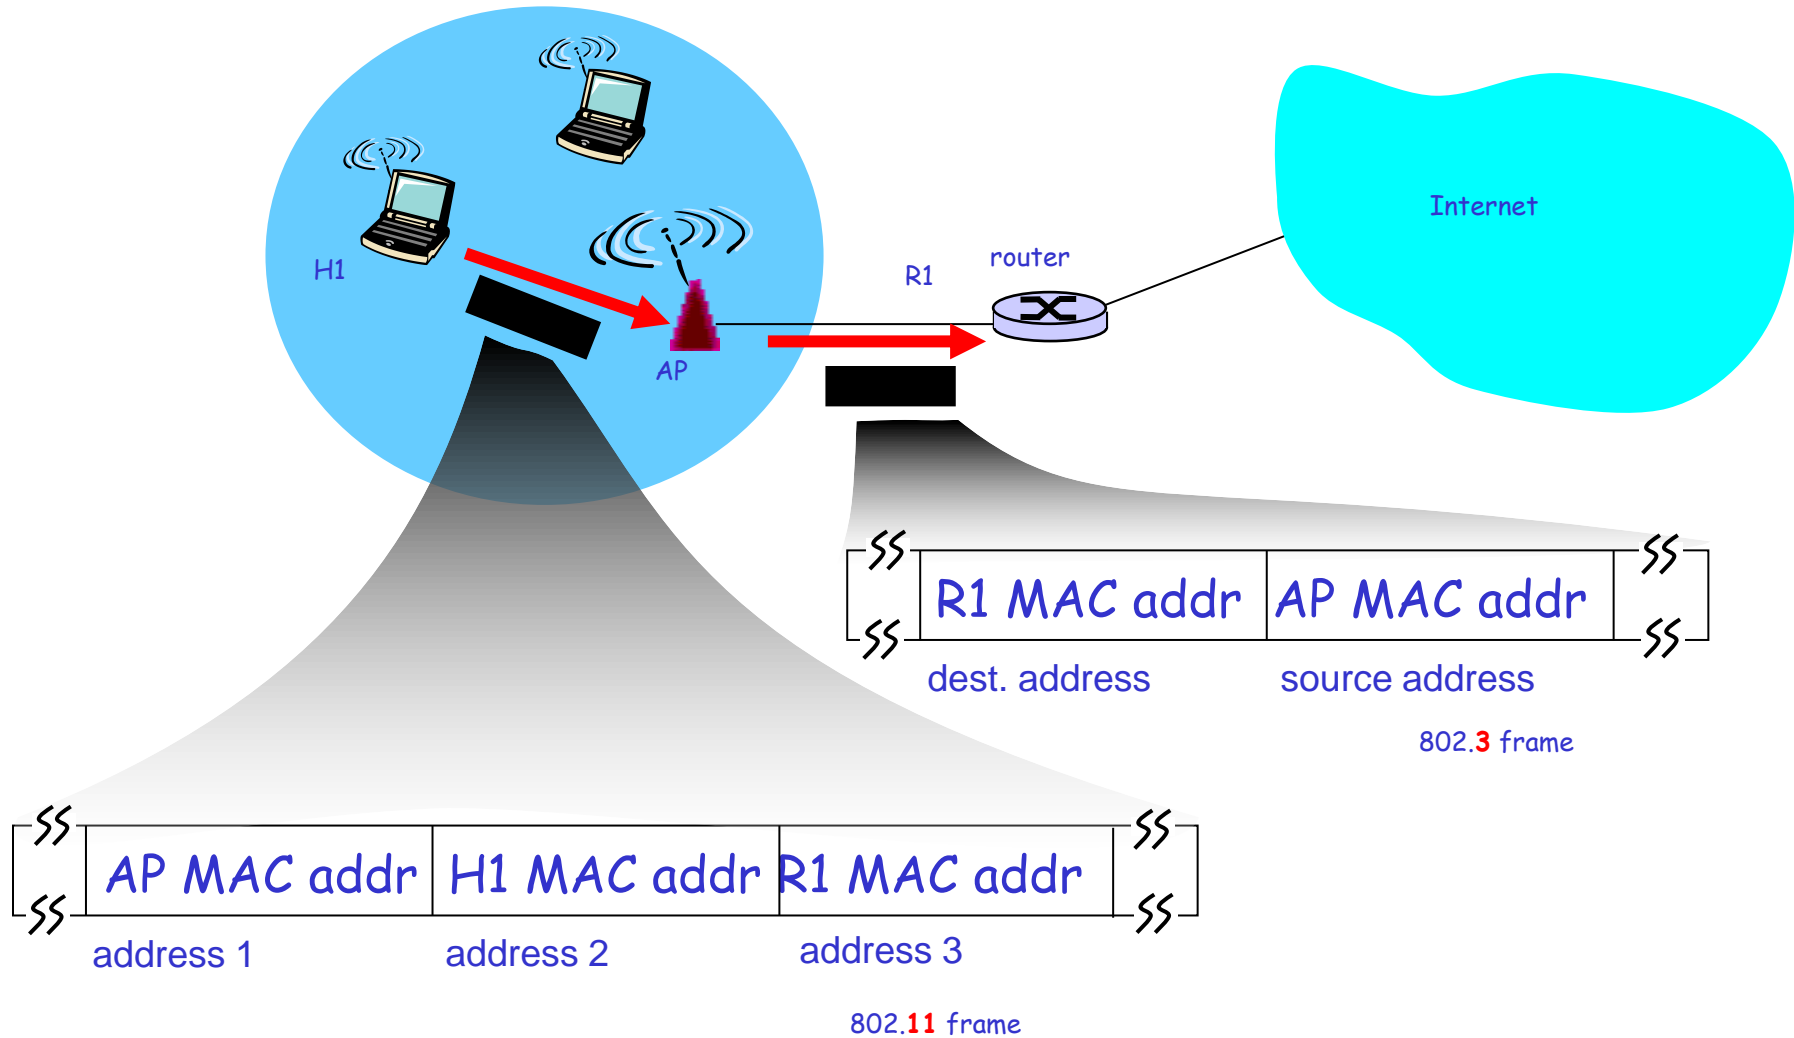 Internet
router
R1
H1
AP
R1 MAC addr AP MAC addr
dest. address source address
802.3 frame
AP MAC addr H1 MAC addr R1 MAC addr
address 1 address 2 address 3
802.11 frame